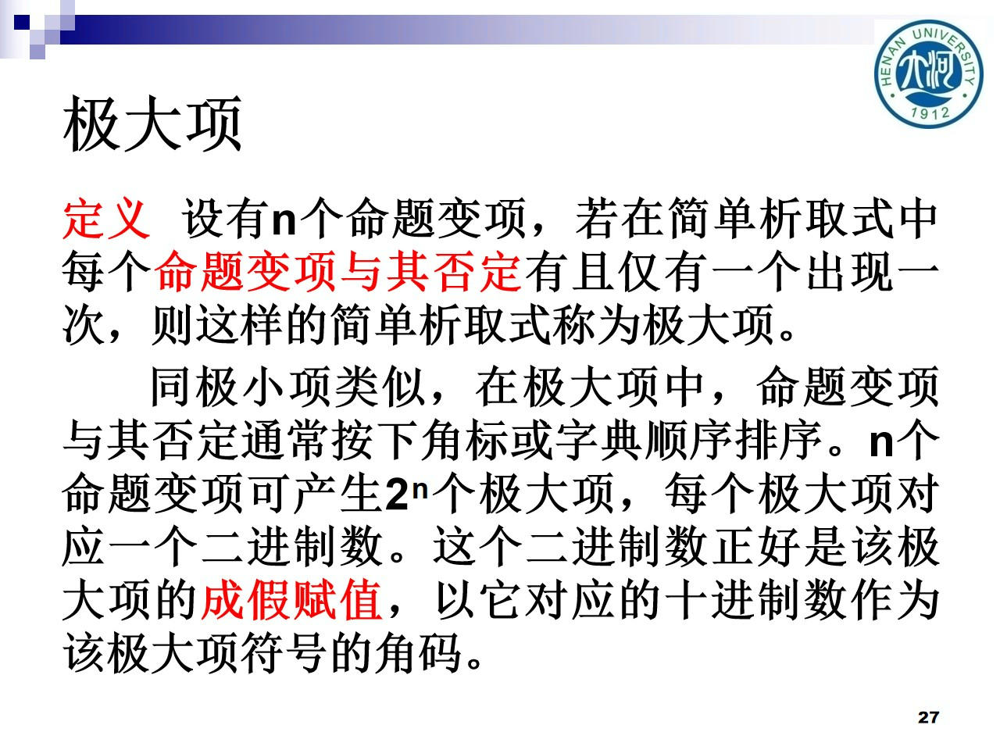 HENAN UNIVERSITY
大河
1912
极大项
定义 设有n个命题变项，若在简单析取式中
每个命题变项与其否定有且仅有一个出现一
次，则这样的简单析取式称为极大项。
同极小项类似，在极大项中，命题变项
与其否定通常按下角标或字典顺序排序。n个
命题变项可产生2ⁿ个极大项，每个极大项对
应一个二进制数。这个二进制数正好是该极
大项的成假赋值，以它对应的十进制数作为
该极大项符号的角码。
27